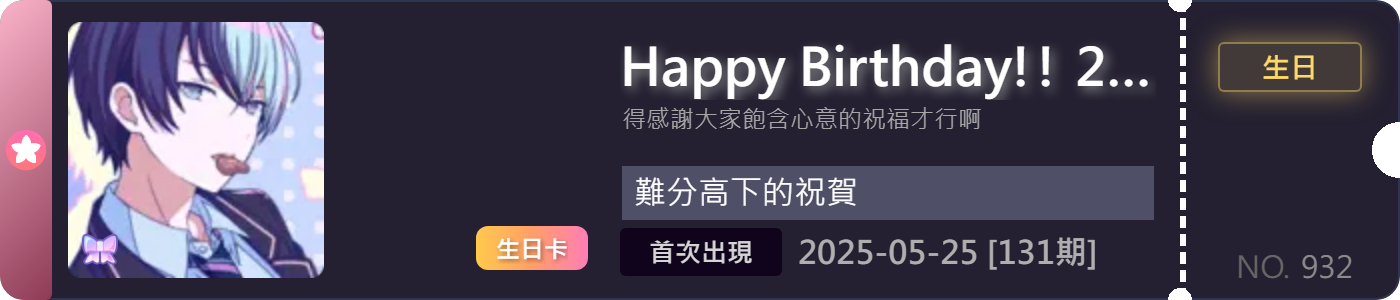 Happy Birthday!! 2...
得感謝大家飽含心意的祝福才行啊
難分高下的祝賀
生日卡
首次出現
2025-05-25 [131期]
生日
NO. 932